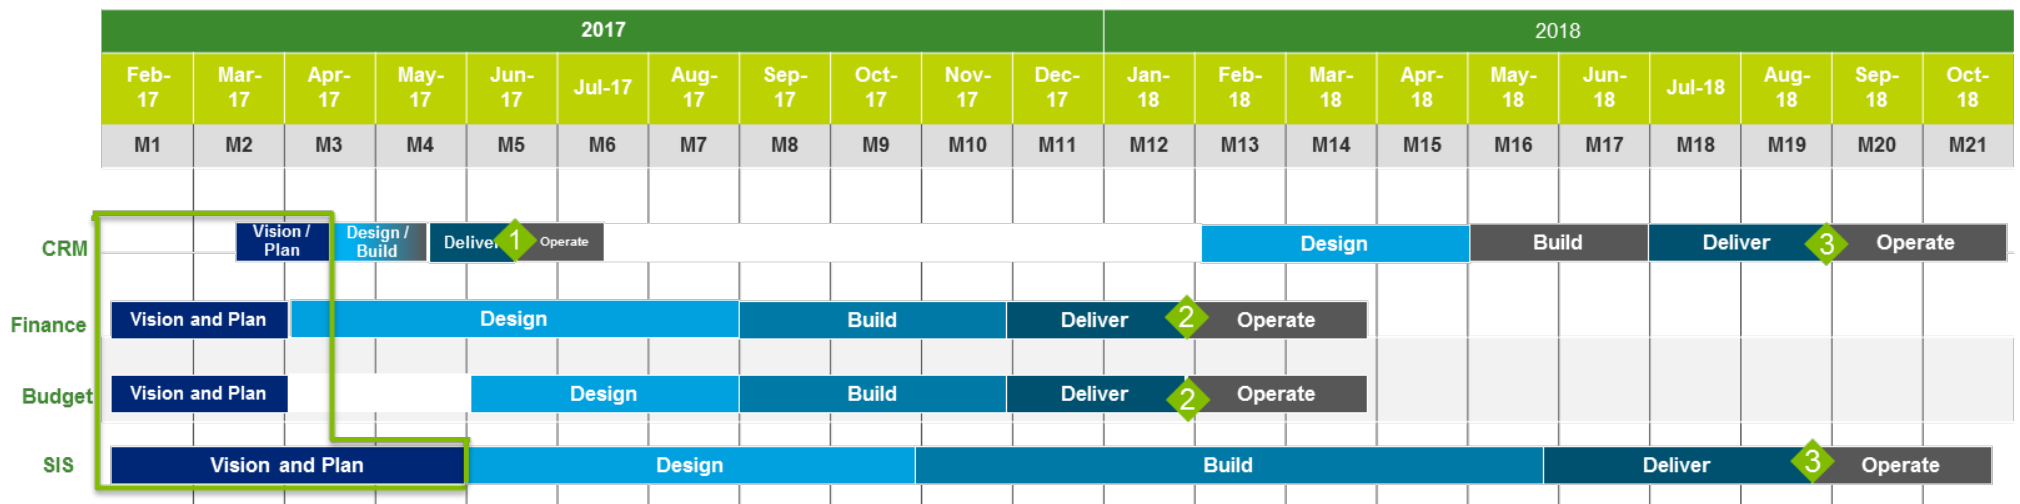 2017 2018
Feb-17 Mar-17 Apr-17 May-17 Jun-17 Jul-17 Aug-17 Sep-17 Oct-17 Nov-17 Dec-17 Jan-18 Feb-18 Mar-18 Apr-18 May-18 Jun-18 Jul-18 Aug-18 Sep-18 Oct-18
M1 M2 M3 M4 M5 M6 M7 M8 M9 M10 M11 M12 M13 M14 M15 M16 M17 M18 M19 M20 M21
CRM Vision / Plan Design / Build Deliver 1 Operate Design Build Deliver 3 Operate
Finance Vision and Plan Design Build Deliver 2 Operate
Budget Vision and Plan Design Build Deliver 2 Operate
SIS Vision and Plan Design Build Deliver 3 Operate